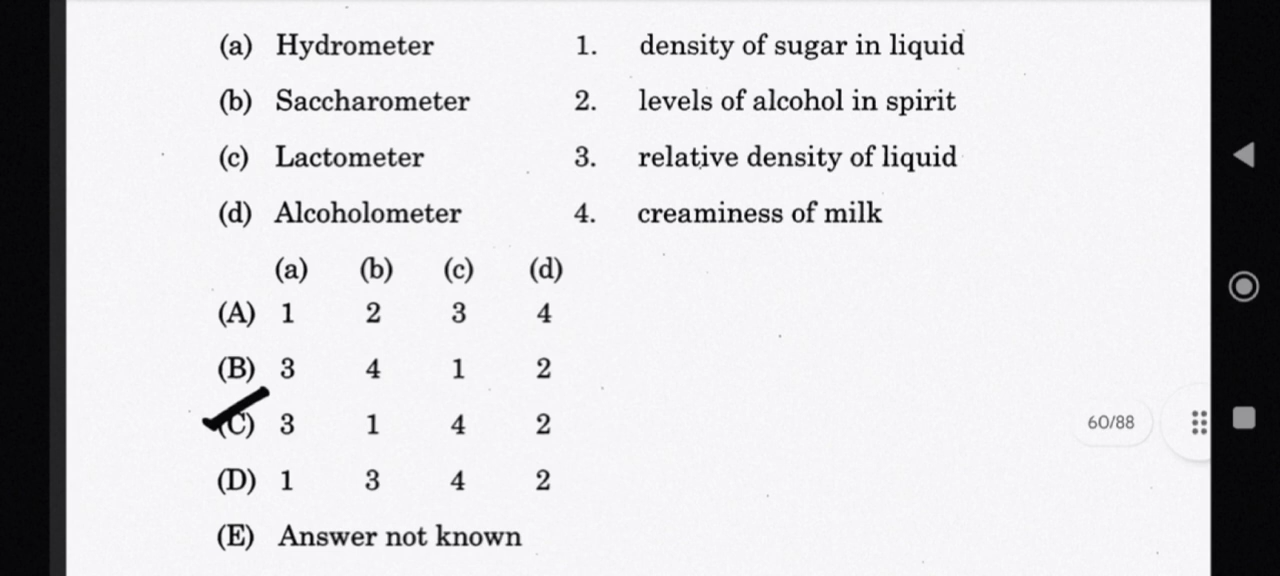 (a) Hydrometer 1. density of sugar in liquid
(b) Saccharometer 2. levels of alcohol in spirit
(c) Lactometer 3. relative density of liquid
(d) Alcoholometer 4. creaminess of milk
(a) (b) (c) (d)
(A) 1 2 3 4
(B) 3 4 1 2
(C) 3 1 4 2
60/88
(D) 1 3 4 2
(E) Answer not known